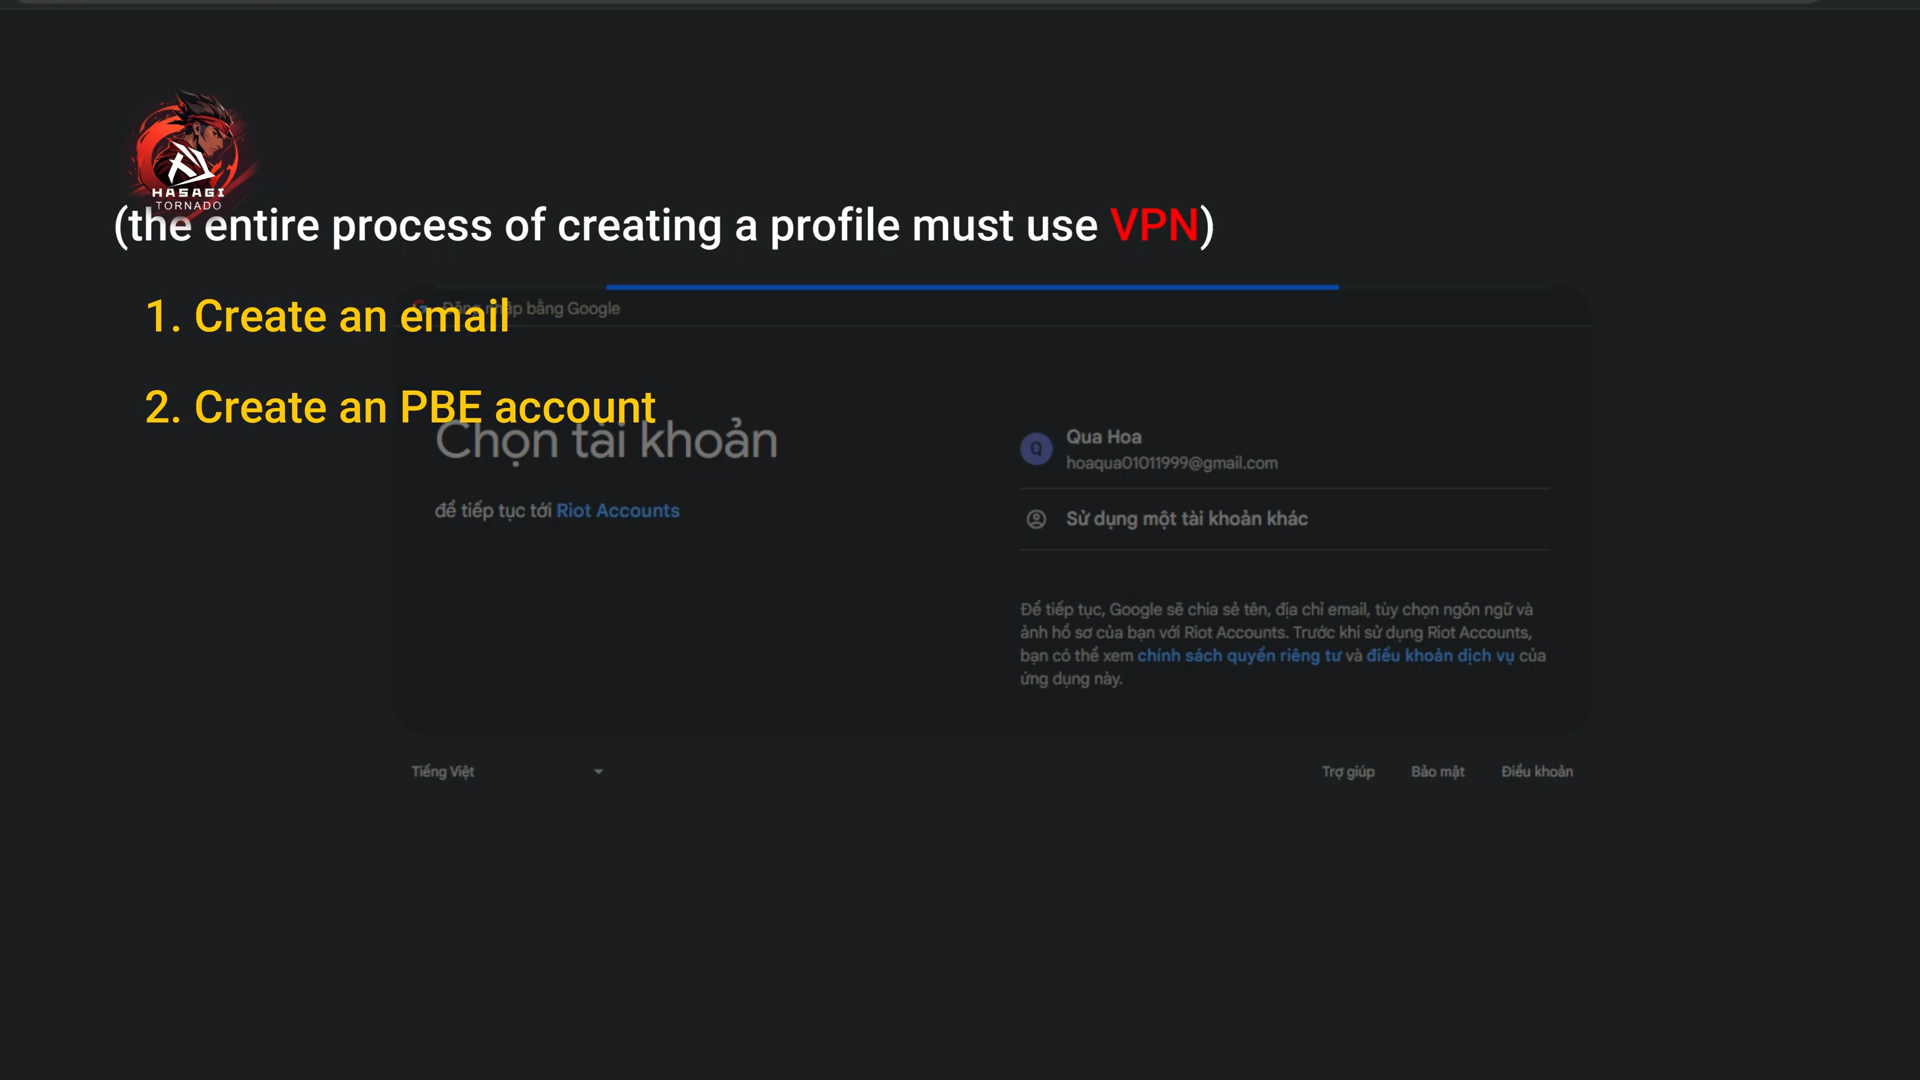 HASAGI
TORNADO
(the entire process of creating a profile must use VPN)
1. Create an email
Đăng nhập bằng Google
2. Create an PBE account
Chọn tài khoản
để tiếp tục tới Riot Accounts
Q
Qua Hoa
hoaqua01011999@gmail.com
Sử dụng một tài khoản khác
Để tiếp tục, Google sẽ chia sẻ tên, địa chỉ email, tùy chọn ngôn ngữ và
ảnh hồ sơ của bạn với Riot Accounts. Trước khi sử dụng Riot Accounts,
bạn có thể xem chính sách quyền riêng tư và điều khoản dịch vụ của
ứng dụng này.
Tiếng Việt
Trợ giúp
Bảo mật
Điều khoản